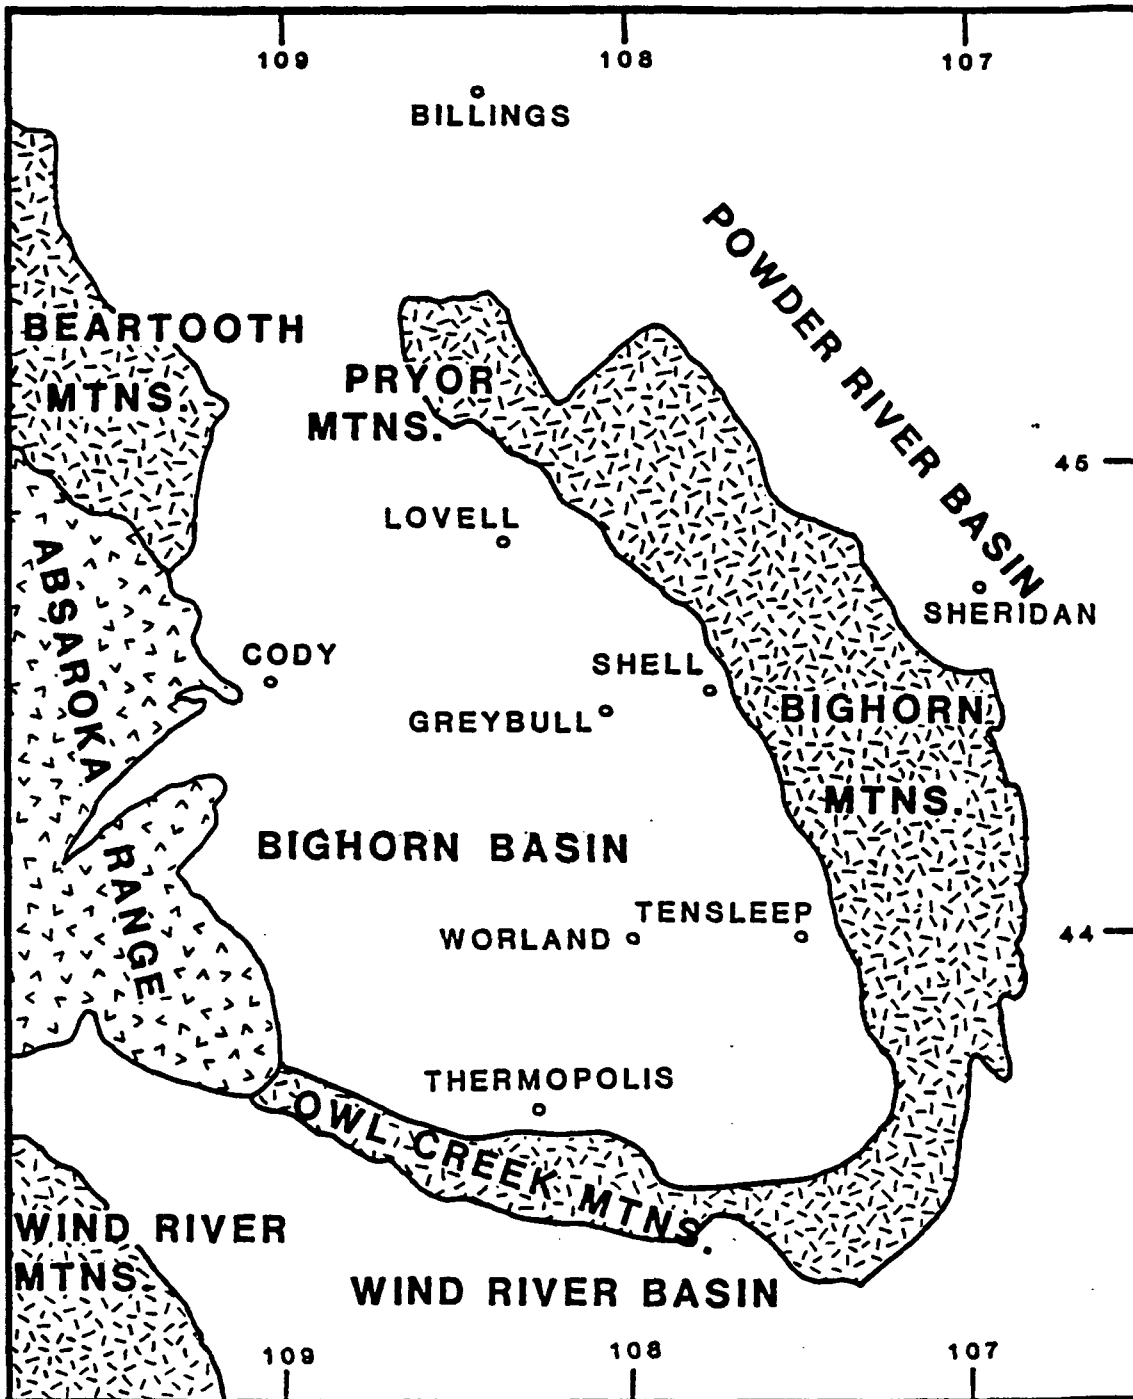 109 108 107
BILLINGS
POWDER RIVER BASIN
BEARTOOTH
MTNS.
PRYOR
MTNS.
45
LOVELL
ABSAROKA
RANGE
SHERIDAN
CODY
SHELL
GREYBULL
BIGHORN
MTNS.
BIGHORN BASIN
TENSLEEP
WORLAND
44
THERMOPOLIS
OWL CREEK MTNS.
WIND RIVER
MTNS.
WIND RIVER BASIN
109 108 107